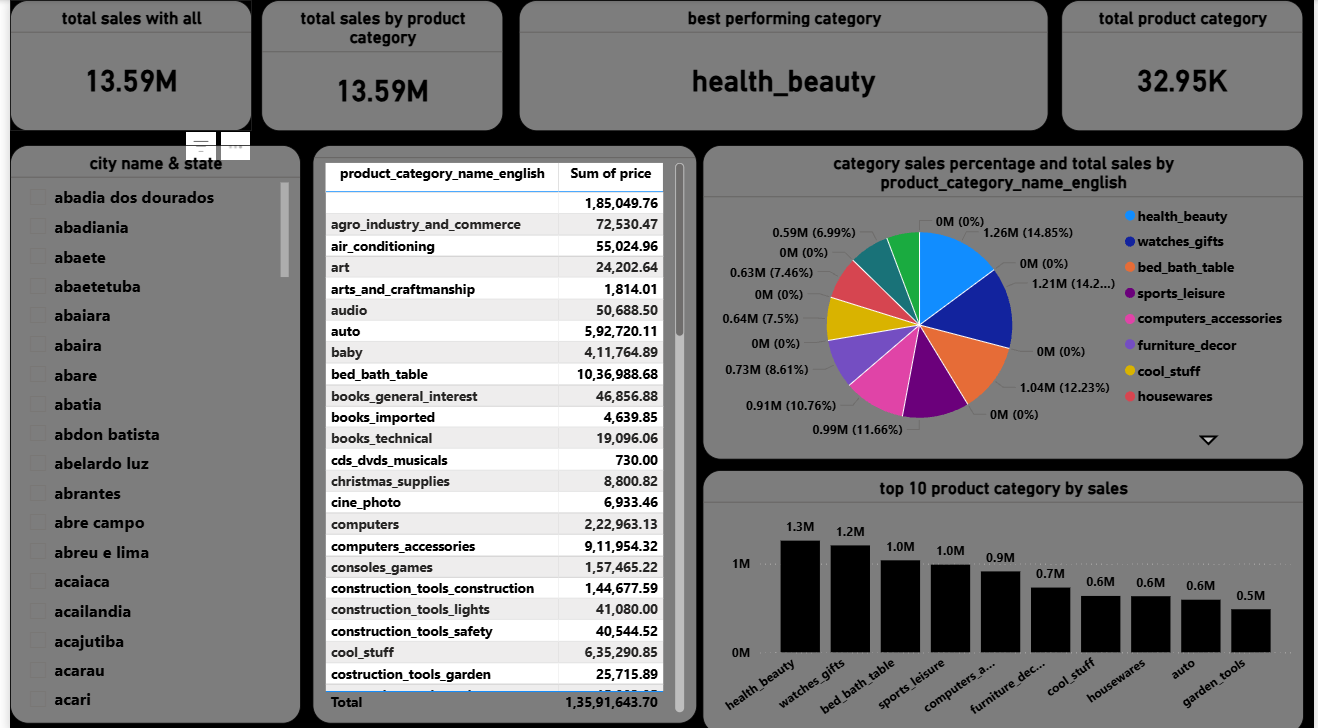 total sales with all
13.59M
total sales by product
category
13.59M
best performing category
health_beauty
total product category
32.95K
city name & state
abadia dos dourados
abadiania
abaete
abaetetuba
abaiara
abaira
abare
abatia
abdon batista
abelardo luz
abrantes
abre campo
abreu e lima
acaiaca
acailandia
acajutiba
acarau
acari
product_category_name_english Sum of price
1,85,049.76
agro_industry_and_commerce 72,530.47
air_conditioning 55,024.96
art 24,202.64
arts_and_craftmanship 1,814.01
audio 50,688.50
auto 5,92,720.11
baby 4,11,764.89
bed_bath_table 10,36,988.68
books_general_interest 46,856.88
books_imported 4,639.85
books_technical 19,096.06
cds_dvds_musicals 730.00
christmas_supplies 8,800.82
cine_photo 6,933.46
computers 2,22,963.13
computers_accessories 9,11,954.32
consoles_games 1,57,465.22
construction_tools_construction 1,44,677.59
construction_tools_lights 41,080.00
construction_tools_safety 40,544.52
cool_stuff 6,35,290.85
costruction_tools_garden 25,715.89
Total 1,35,91,643.70
category sales percentage and total sales by
product_category_name_english
0M (0%)
1.26M (14.85%)
0M (0%)
1.21M (14.2...)
0M (0%)
1.04M (12.23%)
0M (0%)
0.99M (11.66%)
0.91M (10.76%)
0.73M (8.61%)
0M (0%)
0.64M (7.5%)
0M (0%)
0.63M (7.46%)
0M (0%)
0.59M (6.99%)
health_beauty
watches_gifts
bed_bath_table
sports_leisure
computers_accessories
furniture_decor
cool_stuff
housewares
top 10 product category by sales
1M
0M
1.3M
1.2M
1.0M
1.0M
0.9M
0.7M
0.6M
0.6M
0.6M
0.5M
health_beauty
watches_gifts
bed_bath_table
sports_leisure
computers_a...
furniture_dec...
cool_stuff
housewares
auto
garden_tools